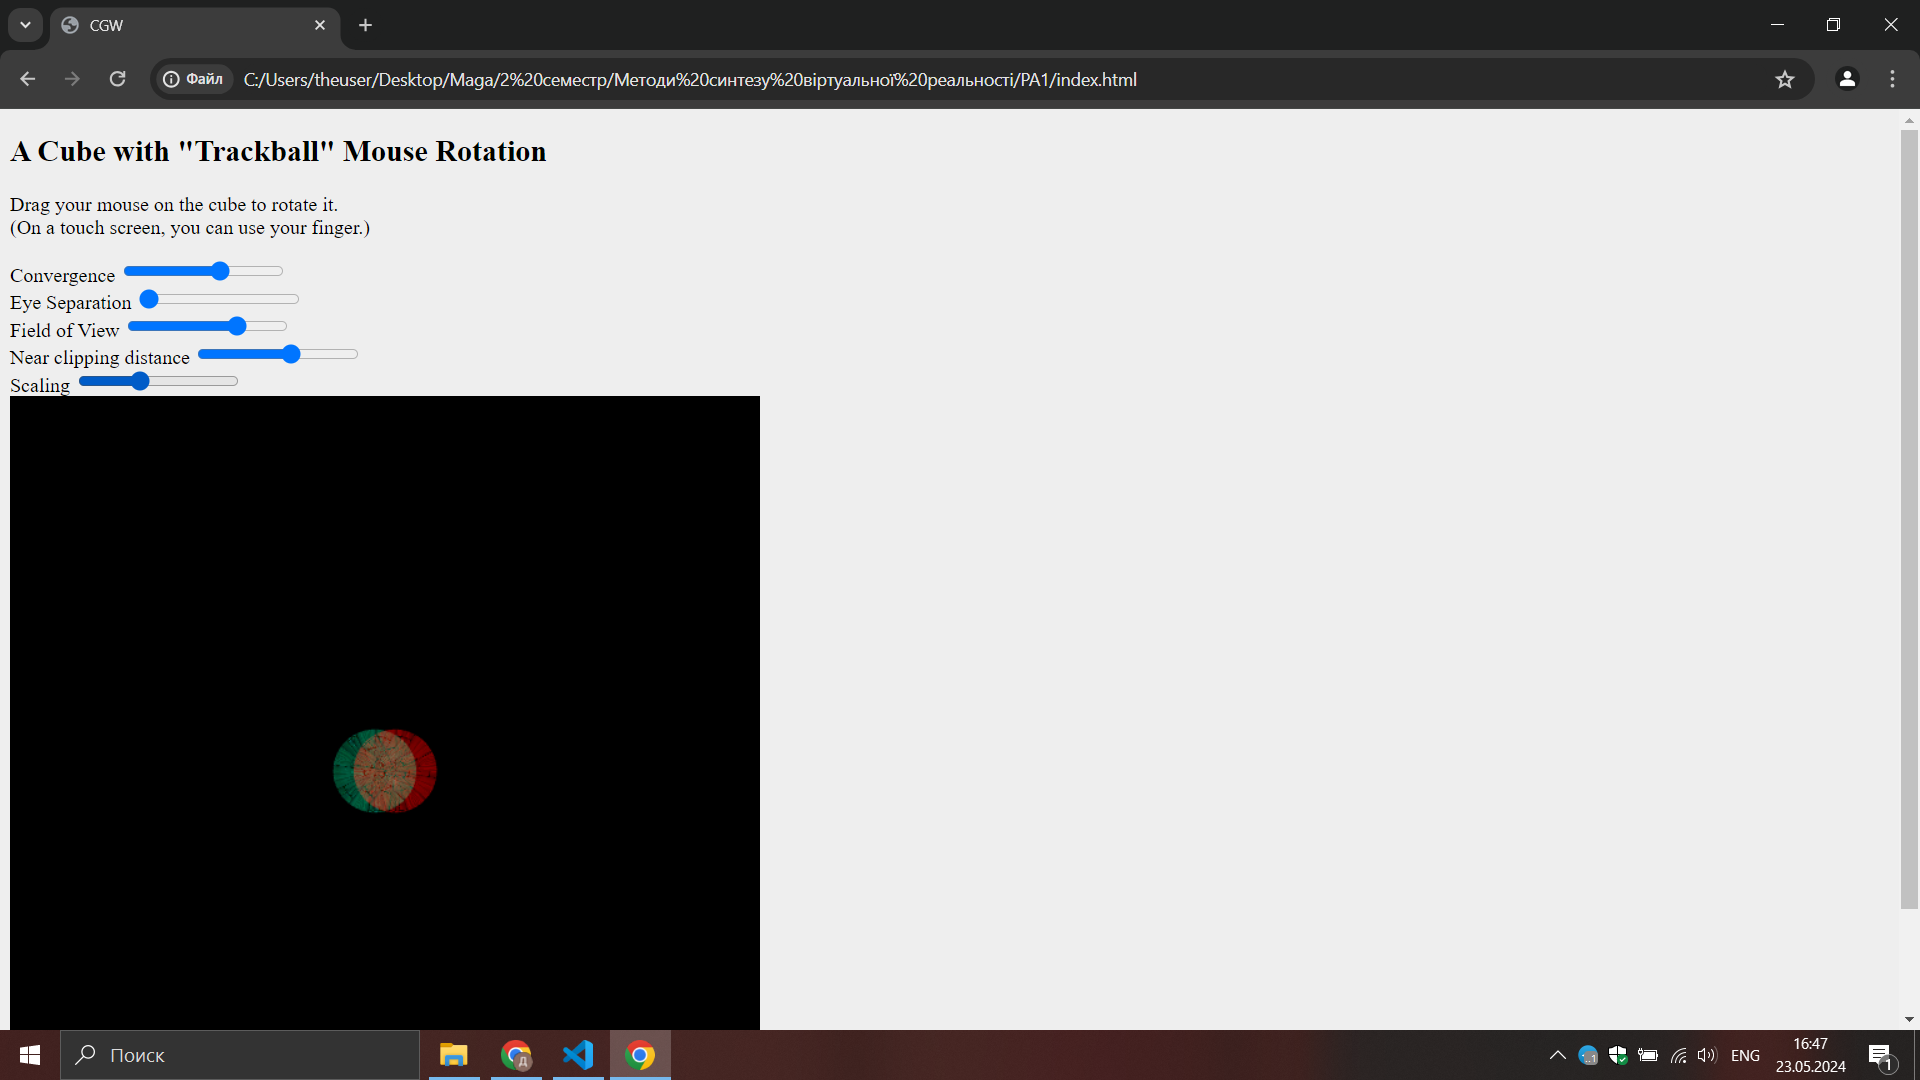 CGW
Файл
C:/Users/theuser/Desktop/Maga/2%20семестр/Методи%20синтезу%20віртуальної%20реальності/PA1/index.html
A Cube with "Trackball" Mouse Rotation
Drag your mouse on the cube to rotate it.
(On a touch screen, you can use your finger.)
Convergence
Eye Separation
Field of View
Near clipping distance
Scaling
Поиск
Д
ENG
16:47
23.05.2024
1